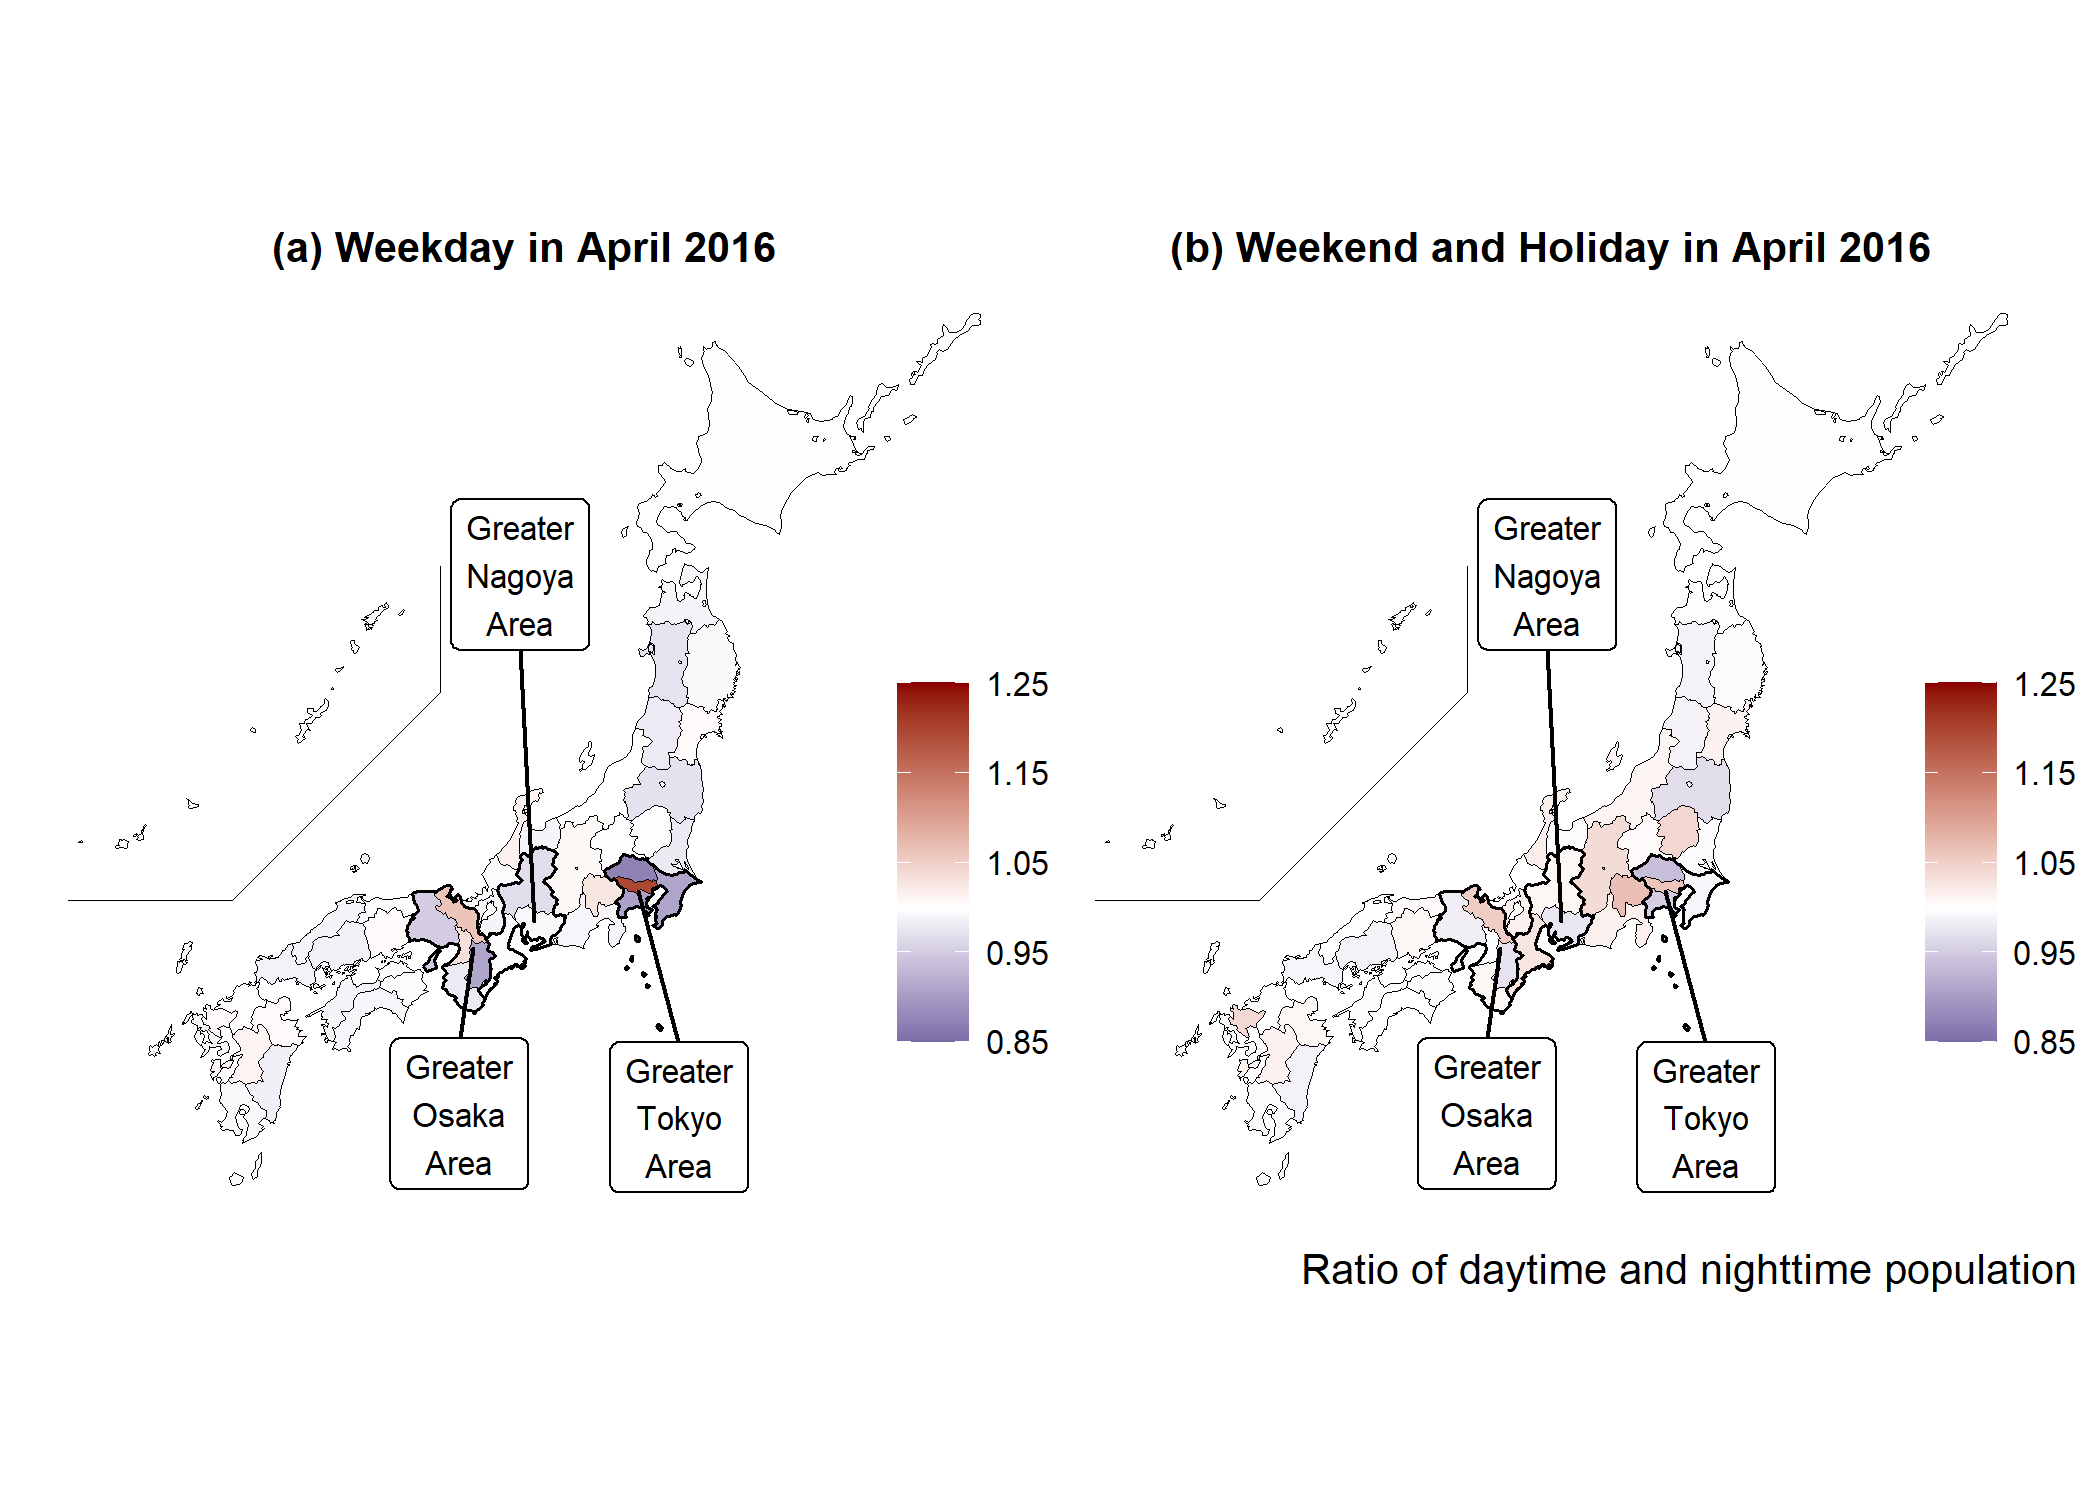 (a) Weekday in April 2016
Greater
Nagoya
Area
Greater
Osaka
Area
Greater
Tokyo
Area
1.25
1.15
1.05
0.95
0.85
(b) Weekend and Holiday in April 2016
Greater
Nagoya
Area
Greater
Osaka
Area
Greater
Tokyo
Area
1.25
1.15
1.05
0.95
0.85
Ratio of daytime and nighttime population